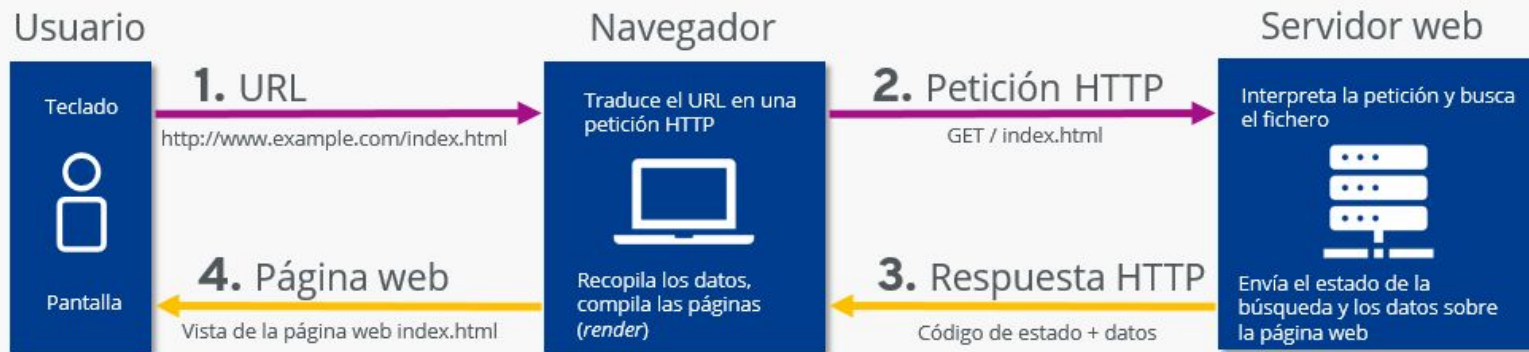 Usuario
Navegador
Servidor web
Teclado
1. URL
http://www.example.com/index.html
Traduce el URL en una
petición HTTP
2. Petición HTTP
GET / index.html
Interpreta la petición y busca
el fichero
Pantalla
4. Página web
Vista de la página web index.html
Recopila los datos,
compila las páginas
(render)
3. Respuesta HTTP
Código de estado + datos
Envía el estado de la
búsqueda y los datos sobre
la página web